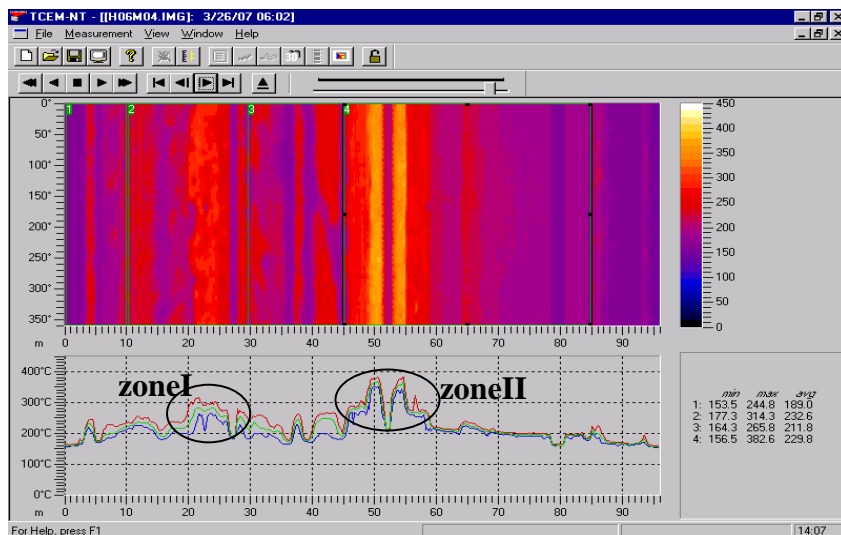 TCEM-NT - [[H06M04.IMG]: 3/26/07 06:02]
File Measurement View Window Help
0°
50°
100°
150°
200°
250°
300°
350°
1 2 3 4
m 0 10 20 30 40 50 60 70 80 90
450
400
350
300
250
200
150
100
50
0
400°C
300°C
200°C
100°C
0°C
zoneI
zoneII
m 0 10 20 30 40 50 60 70 80 90
min max avg
1: 153.5 244.8 189.0
2: 177.3 314.3 232.6
3: 164.3 265.8 211.8
4: 156.5 382.6 229.8
For Help, press F1
14:07